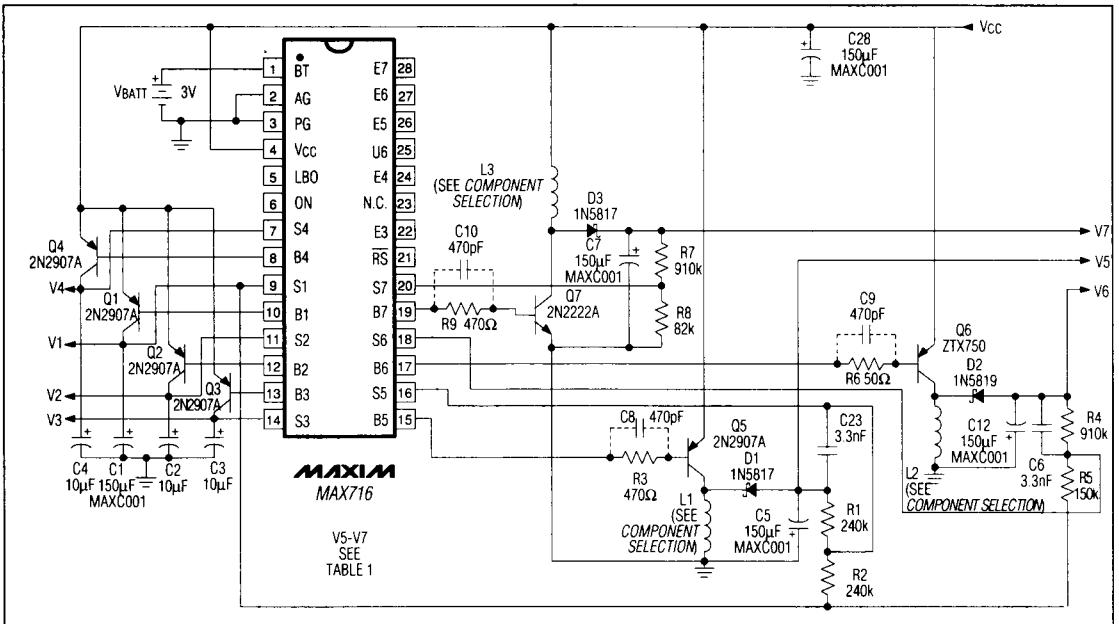 VCC
C28
150µF
MAXC001
VBATT
3V
1
BT
2
AG
3
PG
4
VCC
5
LBO
6
ON
7
S4
8
B4
9
S1
10
B1
11
S2
12
B2
13
B3
14
S3
E7
28
E6
27
E5
26
U6
25
E4
24
N.C.
23
E3
22
RS
21
S7
20
B7
19
S6
18
B6
17
S5
16
B5
15
L3
(SEE COMPONENT
SELECTION)
D3
1N5817
C10
470pF
C7
150µF
MAXC001
R7
910k
V7
V5
V6
Q4
2N2907A
V4
Q1
2N2907A
V1
Q2
2N2907A
V2
Q3
2N2907A
V3
R9 470Ω
Q7
2N2222A
R8
82k
C9
470pF
R6 50Ω
Q6
ZTX750
D2
1N5819
C12
150µF
MAXC001
C6
3.3nF
R4
910k
R5
150k
L2
(SEE
COMPONENT SELECTION)
C23
3.3nF
C8
470pF
R3
470Ω
Q5
2N2907A
D1
1N5817
L1
(SEE
COMPONENT
SELECTION)
C5
150µF
MAXC001
R1
240k
R2
240k
C4
10µF
C1
150µF
MAXC001
C2
10µF
C3
10µF
MAXIM
MAX716
V5-V7
SEE
TABLE 1